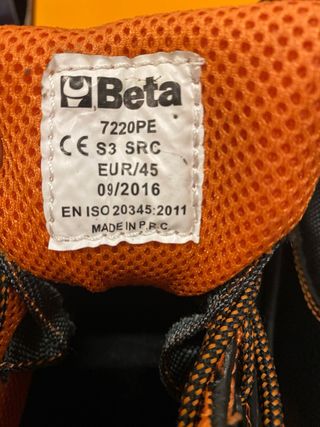 Beta
7220PE
CE S3 SRC
EUR/45
09/2016
EN ISO 20345:2011
MADE IN P.R.C